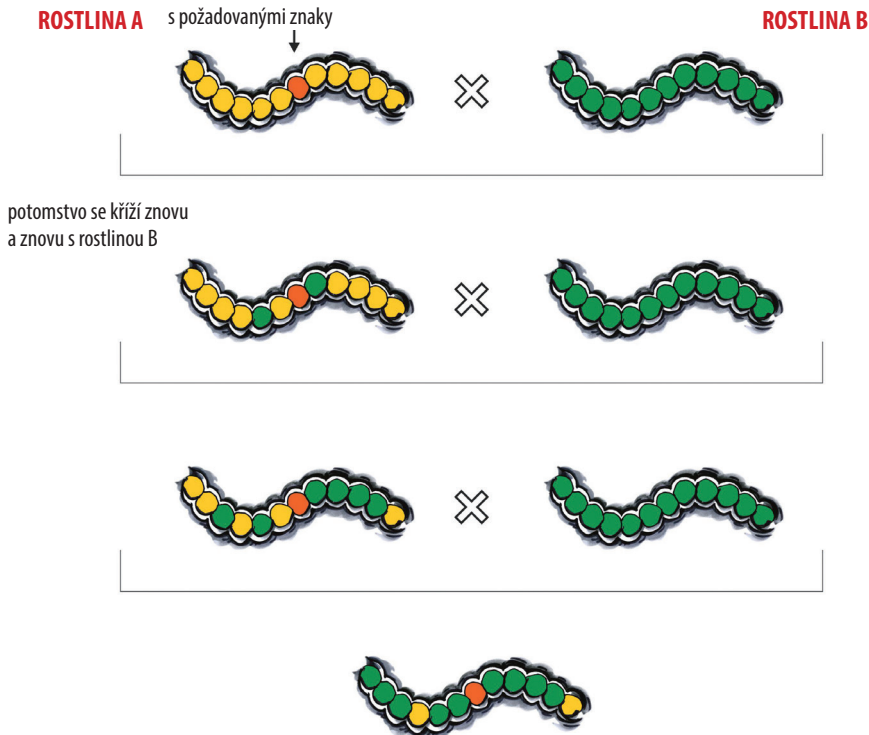 ROSTLINA A
s požadovanými znaky
ROSTLINA B
potomstvo se kříží znovu
a znovu s rostlinou B